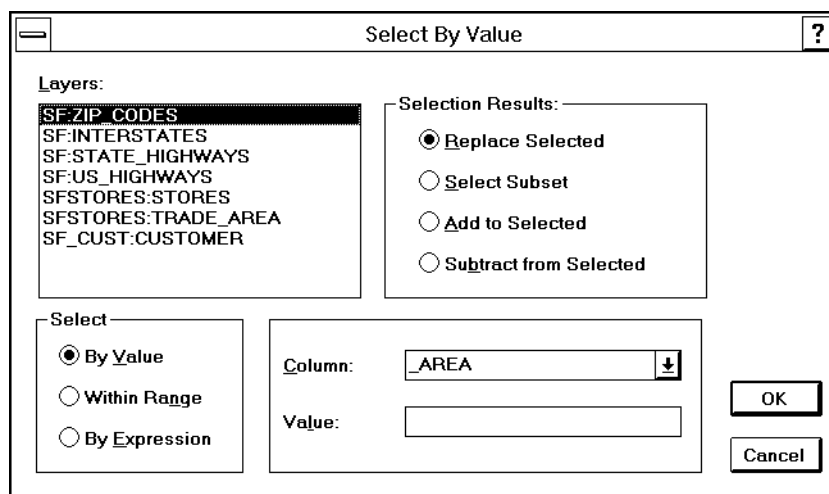 Select By Value
?
Layers:
SF:ZIP_CODES
SF:INTERSTATES
SF:STATE_HIGHWAYS
SF:US_HIGHWAYS
SFSTORES:STORES
SFSTORES:TRADE_AREA
SF_CUST:CUSTOMER
Selection Results:
Replace Selected
Select Subset
Add to Selected
Subtract from Selected
Select
By Value
Within Range
By Expression
Column:
_AREA
Value:
OK
Cancel